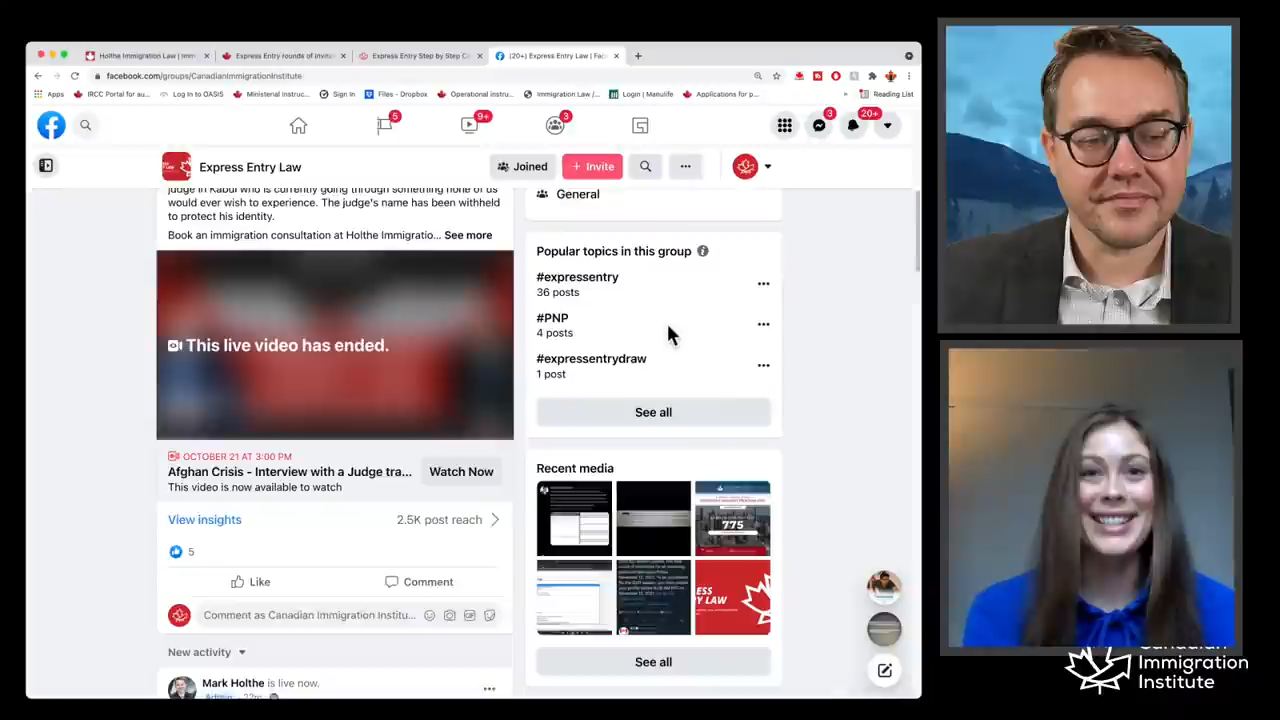 Holthe Immigration Law | Imm
Express Entry rounds of invita
Express Entry Step by Step Co
(20+) Express Entry Law | Fac
facebook.com/groups/CanadianImmigrationInstitute
Apps
IRCC Portal for au...
Log In to OASIS
Ministerial Instruc...
Sign In
Files - Dropbox
Operational instru...
Immigration Law /...
Login | Manulife
Applications for p...
»
Reading List
5
9+
3
3
20+
Express Entry Law
Joined
+ Invite
judge in Kabul who is currently going through something none of us
would ever wish to experience. The judge's name has been withheld
to protect his identity.
Book an immigration consultation at Holthe Immigratio... See more
This live video has ended.
OCTOBER 21 AT 3:00 PM
Afghan Crisis - Interview with a Judge tra...
This video is now available to watch
Watch Now
View insights
2.5K post reach
5
Like
Comment
Comment as Canadian Immigration Institu...
New activity
Mark Holthe is live now.
Admin
General
Popular topics in this group
#expressentry
36 posts
#PNP
4 posts
#expressentrydraw
1 post
See all
Recent media
775
See all
Canadian
Immigration
Institute